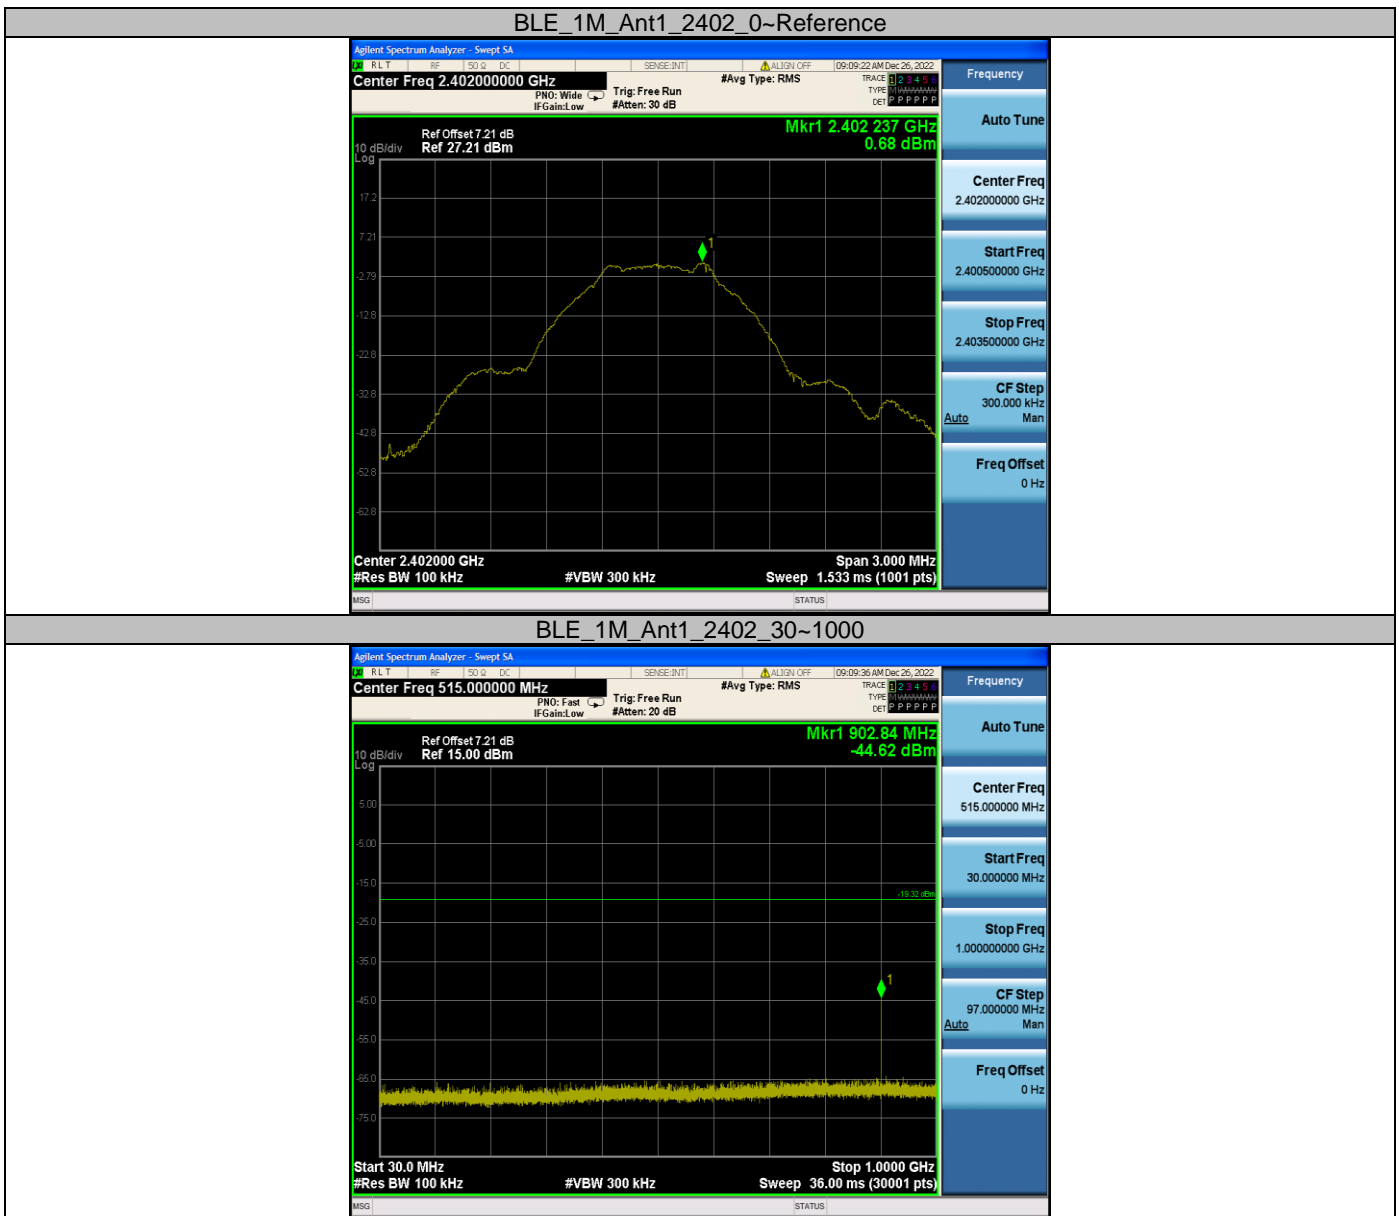 BLE_1M_Ant1_2402_0~Reference
Agilent Spectrum Analyzer - Swept SA
RLT RF 50 Ω DC SENSE:INT ALIGN OFF 09:09:22 AM Dec 26, 2022
Center Freq 2.402000000 GHz #Avg Type: RMS TRACE 1 2 3 4 5 6
PNO: Wide Trig: Free Run TYPE M
IFGain:Low #Atten: 30 dB DET P P P P P P
Mkr1 2.402 237 GHz
0.68 dBm
Ref Offset 7.21 dB
10 dB/div Ref 27.21 dBm
Log
17.2
7.21
1
-2.79
-12.8
-22.8
-32.8
-42.8
-52.8
-62.8
Center 2.402000 GHz Span 3.000 MHz
#Res BW 100 kHz #VBW 300 kHz Sweep 1.533 ms (1001 pts)
MSG STATUS
Frequency
Auto Tune
Center Freq
2.402000000 GHz
Start Freq
2.400500000 GHz
Stop Freq
2.403500000 GHz
CF Step
300.000 kHz
Auto Man
Freq Offset
0 Hz
BLE_1M_Ant1_2402_30~1000
Agilent Spectrum Analyzer - Swept SA
RLT RF 50 Ω DC SENSE:INT ALIGN OFF 09:09:36 AM Dec 26, 2022
Center Freq 515.000000 MHz #Avg Type: RMS TRACE 1 2 3 4 5 6
PNO: Fast Trig: Free Run TYPE M
IFGain:Low #Atten: 20 dB DET P P P P P P
Mkr1 902.84 MHz
-44.62 dBm
Ref Offset 7.21 dB
10 dB/div Ref 15.00 dBm
Log
5.00
-5.00
-15.0
-19.32 dBm
-25.0
-35.0
1
-45.0
-55.0
-65.0
-75.0
Start 30.0 MHz Stop 1.0000 GHz
#Res BW 100 kHz #VBW 300 kHz Sweep 36.00 ms (30001 pts)
MSG STATUS
Frequency
Auto Tune
Center Freq
515.000000 MHz
Start Freq
30.000000 MHz
Stop Freq
1.000000000 GHz
CF Step
97.000000 MHz
Auto Man
Freq Offset
0 Hz